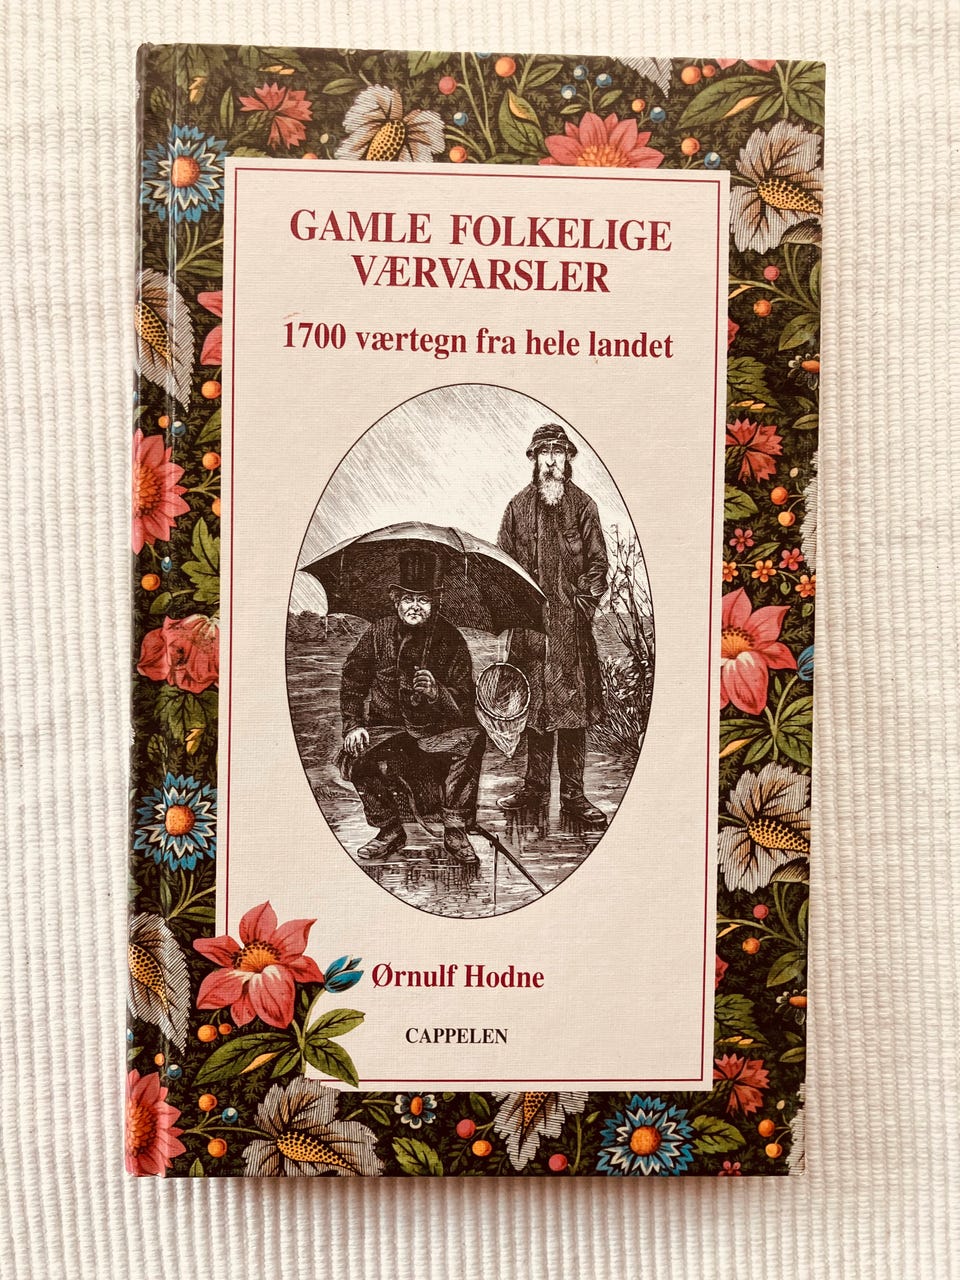 GAMLE FOLKELIGE
VÆRVARSLER
1700 værtegn fra hele landet
Ørnulf Hodne
CAPPELEN